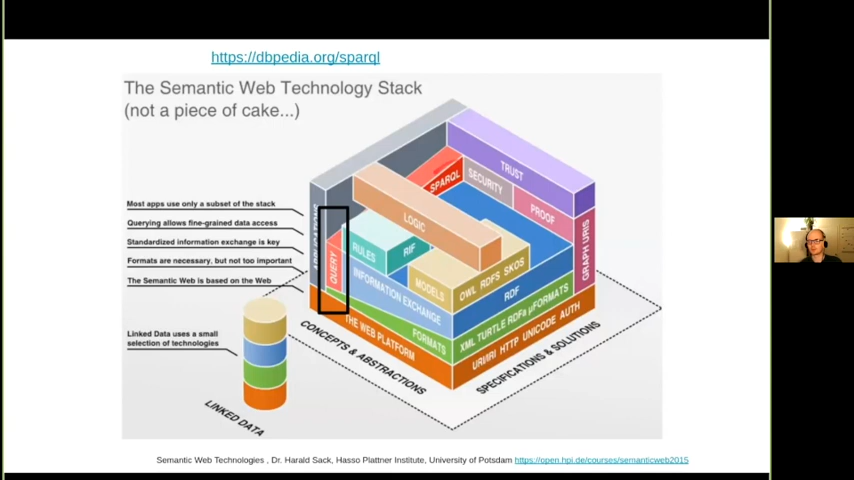 https://dbpedia.org/sparql
The Semantic Web Technology Stack
(not a piece of cake...)
Most apps use only a subset of the stack
Querying allows fine-grained data access
Standardized information exchange is key
Formats are necessary, but not too important
The Semantic Web is based on the Web
Linked Data uses a small
selection of technologies
LINKED DATA
APPLICATIONS
QUERY
LOGIC
RULES
RIF
SPARQL
SECURITY
TRUST
PROOF
GRAPH URIS
MODELS
OWL RDFS SKOS
INFORMATION EXCHANGE
RDF
FORMATS
XML TURTLE RDFa μFORMATS
THE WEB PLATFORM
URI/IRI HTTP UNICODE AUTH
CONCEPTS & ABSTRACTIONS
SPECIFICATIONS & SOLUTIONS
Semantic Web Technologies , Dr. Harald Sack, Hasso Plattner Institute, University of Potsdam https://open.hpi.de/courses/semanticweb2015